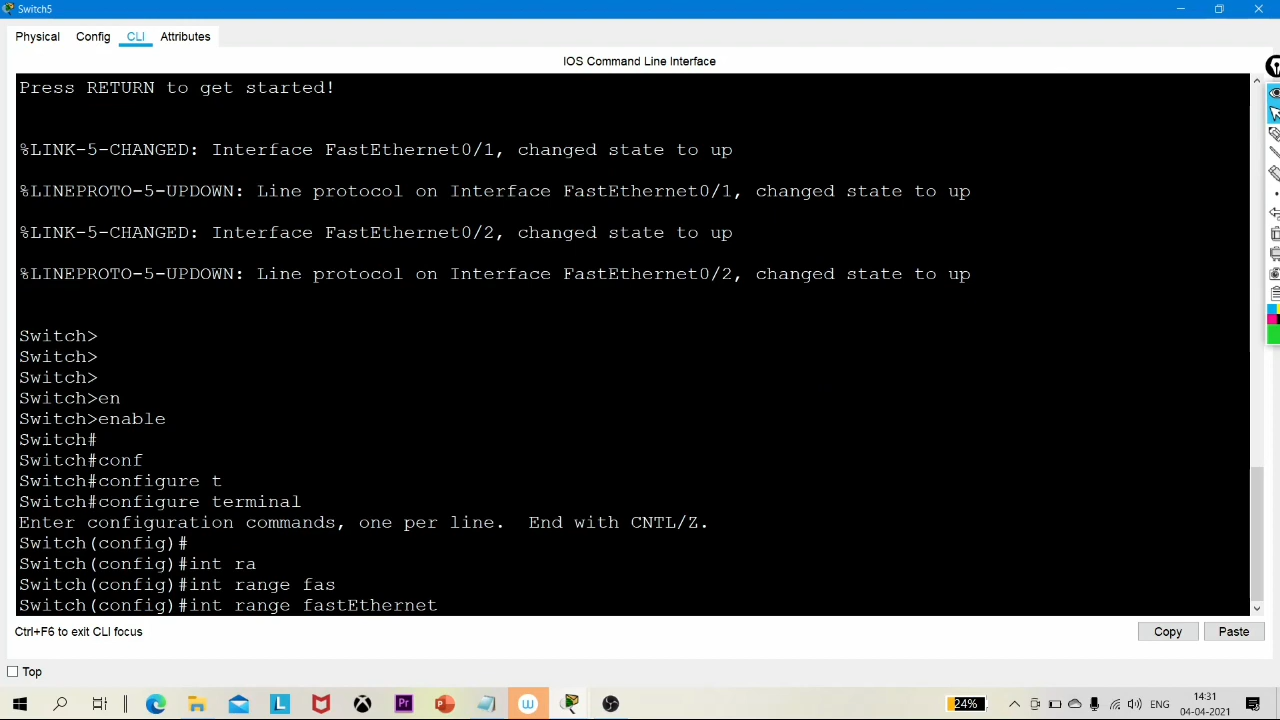 Switch5
Physical Config CLI Attributes
IOS Command Line Interface
Press RETURN to get started!
%LINK-5-CHANGED: Interface FastEthernet0/1, changed state to up
%LINEPROTO-5-UPDOWN: Line protocol on Interface FastEthernet0/1, changed state to up
%LINK-5-CHANGED: Interface FastEthernet0/2, changed state to up
%LINEPROTO-5-UPDOWN: Line protocol on Interface FastEthernet0/2, changed state to up
Switch>
Switch>
Switch>
Switch>en
Switch>enable
Switch#
Switch#conf
Switch#configure t
Switch#configure terminal
Enter configuration commands, one per line.  End with CNTL/Z.
Switch(config)#
Switch(config)#int ra
Switch(config)#int range fas
Switch(config)#int range fastEthernet
Ctrl+F6 to exit CLI focus
Copy Paste
Top
L Pr P W 24% ENG 14:31
04-04-2021